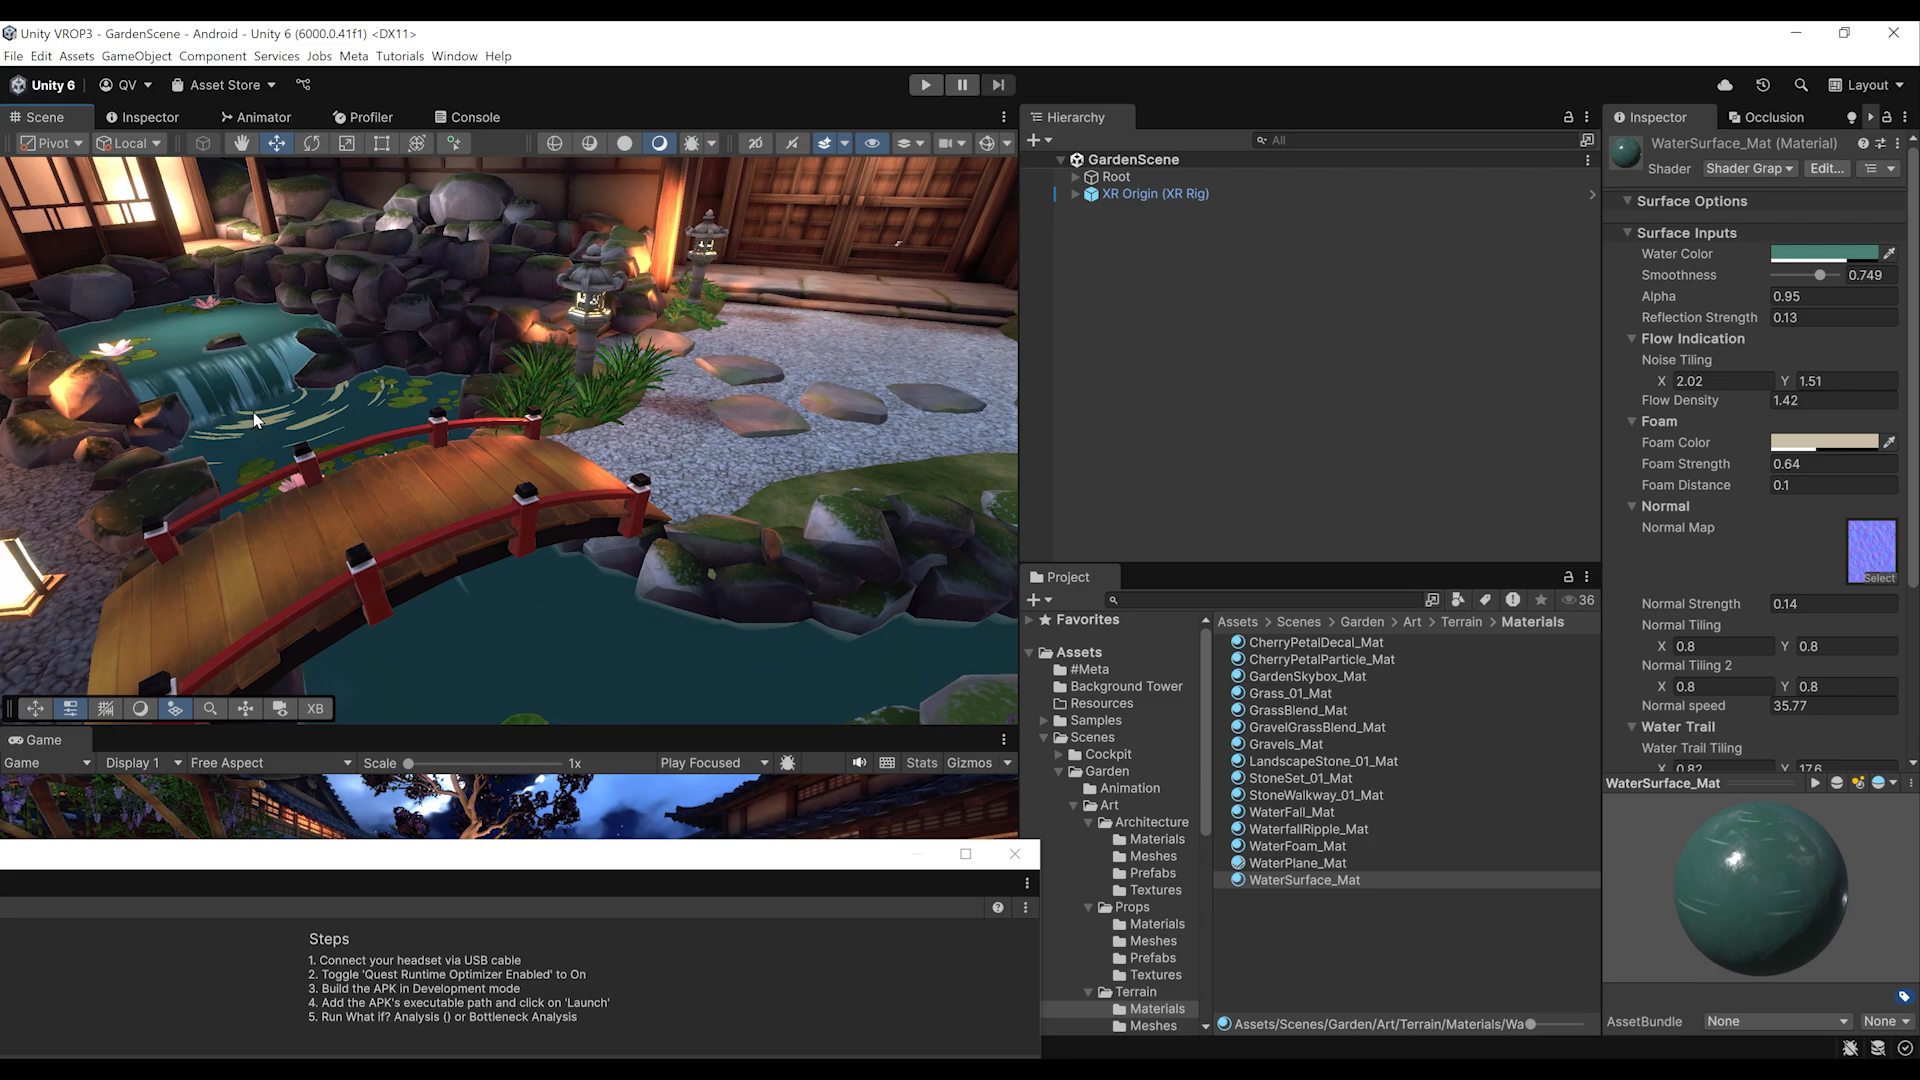 Unity VROP3 - GardenScene - Android - Unity 6 (6000.0.41f1) <DX11>
File Edit Assets GameObject Component Services Jobs Meta Tutorials Window Help
Unity 6 QV Asset Store Layout
Scene Inspector Animator Profiler Console
Pivot Local
XB
Game
Game Display 1 Free Aspect Scale 1x Play Focused Stats Gizmos
Steps
1. Connect your headset via USB cable
2. Toggle 'Quest Runtime Optimizer Enabled' to On
3. Build the APK in Development mode
4. Add the APK's executable path and click on 'Launch'
5. Run What if? Analysis () or Bottleneck Analysis
Hierarchy
All
GardenScene
Root
XR Origin (XR Rig)
Project
36
Favorites
Assets
#Meta
Background Tower
Resources
Samples
Scenes
Cockpit
Garden
Animation
Art
Architecture
Materials
Meshes
Prefabs
Textures
Props
Materials
Meshes
Prefabs
Textures
Terrain
Materials
Meshes
Assets > Scenes > Garden > Art > Terrain > Materials
CherryPetalDecal_Mat
CherryPetalParticle_Mat
GardenSkybox_Mat
Grass_01_Mat
GrassBlend_Mat
GravelGrassBlend_Mat
Gravels_Mat
LandscapeStone_01_Mat
StoneSet_01_Mat
StoneWalkway_01_Mat
WaterFall_Mat
WaterfallRipple_Mat
WaterFoam_Mat
WaterPlane_Mat
WaterSurface_Mat
Assets/Scenes/Garden/Art/Terrain/Materials/Wa
Inspector Occlusion
WaterSurface_Mat (Material)
Shader Shader Grap Edit...
Surface Options
Surface Inputs
Water Color
Smoothness 0.749
Alpha 0.95
Reflection Strength 0.13
Flow Indication
Noise Tiling
X 2.02 Y 1.51
Flow Density 1.42
Foam
Foam Color
Foam Strength 0.64
Foam Distance 0.1
Normal
Normal Map
Select
Normal Strength 0.14
Normal Tiling
X 0.8 Y 0.8
Normal Tiling 2
X 0.8 Y 0.8
Normal speed 35.77
Water Trail
Water Trail Tiling
X 0.82 Y 17.6
WaterSurface_Mat
AssetBundle None None